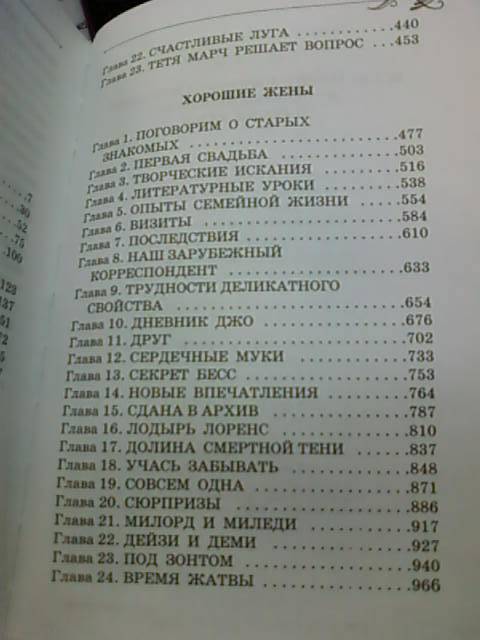 Глава 22. СЧАСТЛИВЫЕ ЛУГА ............440
Глава 23. ТЕТЯ МАРЧ РЕШАЕТ ВОПРОС ...453
ХОРОШИЕ ЖЕНЫ
Глава 1. ПОГОВОРИМ О СТАРЫХ
ЗНАКОМЫХ ........................477
Глава 2. ПЕРВАЯ СВАДЬБА ..............503
Глава 3. ТВОРЧЕСКИЕ ИСКАНИЯ .........516
Глава 4. ЛИТЕРАТУРНЫЕ УРОКИ .........538
Глава 5. ОПЫТЫ СЕМЕЙНОЙ ЖИЗНИ .....554
Глава 6. ВИЗИТЫ .....................584
Глава 7. ПОСЛЕДСТВИЯ ................610
Глава 8. НАШ ЗАРУБЕЖНЫЙ
КОРРЕСПОНДЕНТ ...................633
Глава 9. ТРУДНОСТИ ДЕЛИКАТНОГО
СВОЙСТВА ........................654
Глава 10. ДНЕВНИК ДЖО ................676
Глава 11. ДРУГ .......................702
Глава 12. СЕРДЕЧНЫЕ МУКИ .............733
Глава 13. СЕКРЕТ БЕСС ................753
Глава 14. НОВЫЕ ВПЕЧАТЛЕНИЯ ..........764
Глава 15. СДАНА В АРХИВ ..............787
Глава 16. ЛОДЫРЬ ЛОРЕНС ..............810
Глава 17. ДОЛИНА СМЕРТНОЙ ТЕНИ .......837
Глава 18. УЧАСЬ ЗАБЫВАТЬ .............848
Глава 19. СОВСЕМ ОДНА ................871
Глава 20. СЮРПРИЗЫ ...................886
Глава 21. МИЛОРД И МИЛЕДИ ............917
Глава 22. ДЕЙЗИ И ДЕМИ ...............927
Глава 23. ПОД ЗОНТОМ .................940
Глава 24. ВРЕМЯ ЖАТВЫ ................966